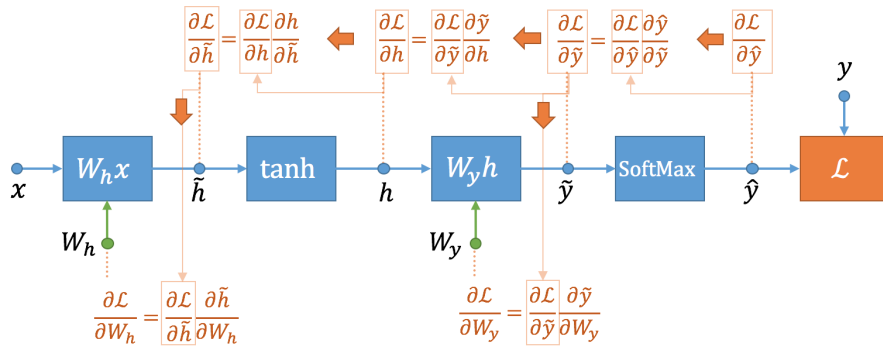 ∂ℒ/∂h̃ = ∂ℒ/∂h ∂h/∂h̃
∂ℒ/∂h = ∂ℒ/∂ỹ ∂ỹ/∂h
∂ℒ/∂ỹ = ∂ℒ/∂ŷ ∂ŷ/∂ỹ
∂ℒ/∂ŷ
y
x
W_h x
h̃
tanh
h
W_y h
ỹ
SoftMax
ŷ
ℒ
W_h
W_y
∂ℒ/∂W_h = ∂ℒ/∂h̃ ∂h̃/∂W_h
∂ℒ/∂W_y = ∂ℒ/∂ỹ ∂ỹ/∂W_y